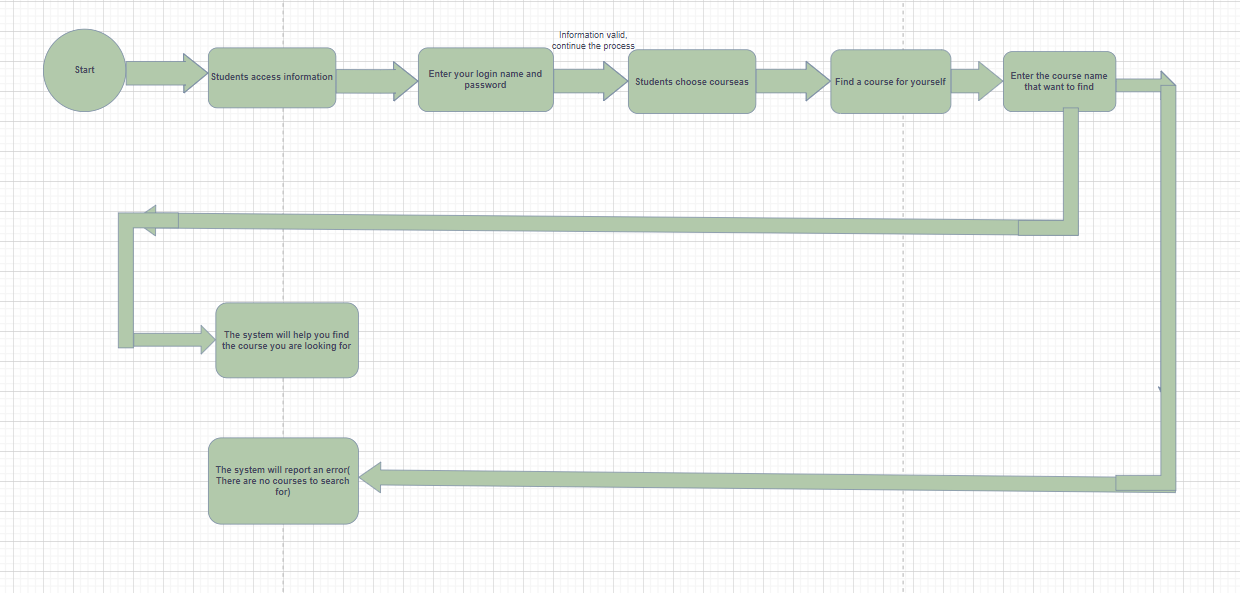 Start
Students access information
Enter your login name and
password
Information valid,
continue the process
Students choose courseas
Find a course for yourself
Enter the course name
that want to find
The system will help you find
the course you are looking for
The system will report an error(
There are no courses to search
for)